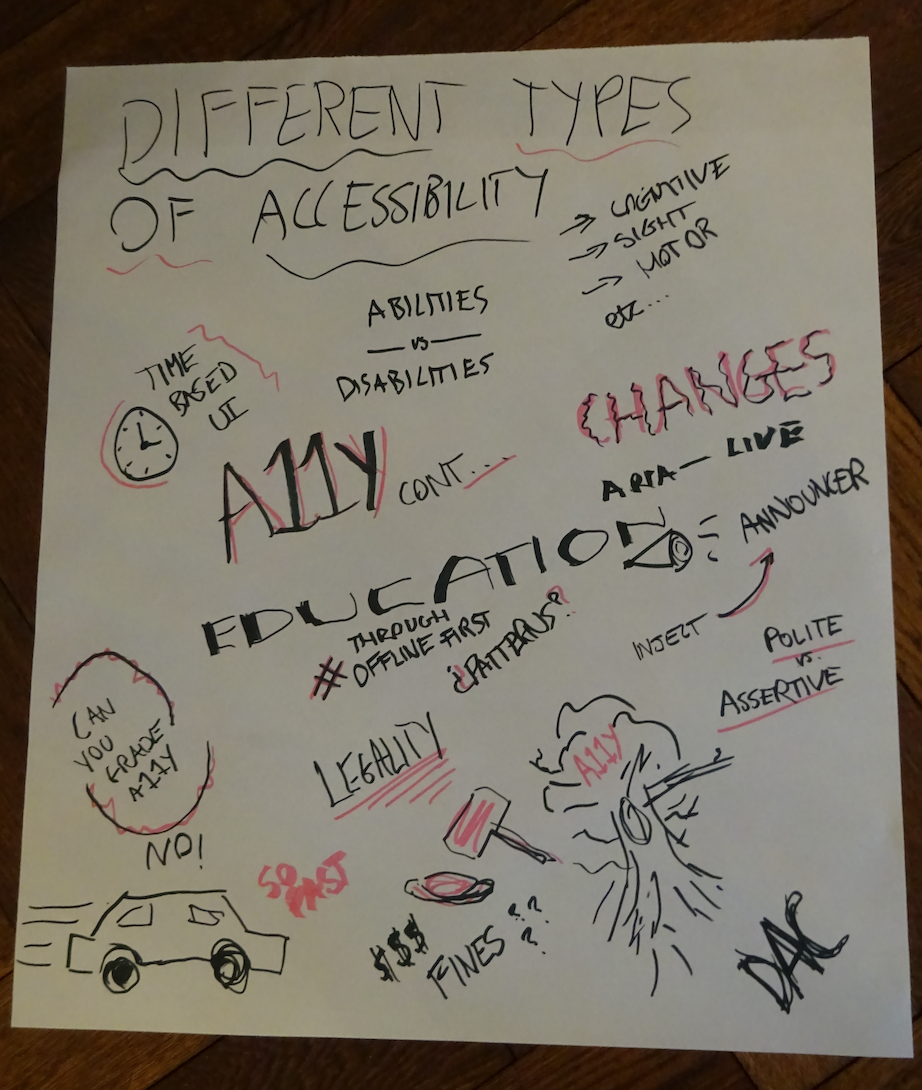 DIFFERENT TYPES
OF ACCESSIBILITY
→ COGNITIVE
→ SIGHT
→ MOTOR
etc...
ABILITIES
vs
DISABILITIES
TIME
BASED
UI
CHANGES
ARIA-LIVE
A11Y CONT...
ANNOUNCER
INJECT
POLITE
vs.
ASSERTIVE
EDUCATION
# THROUGH
OFFLINE FIRST
¿PATTERNS?
CAN
YOU
GRADE
A11Y
NO!
LEGALITY
A11Y
SO
FAST
$$$
FINES ???